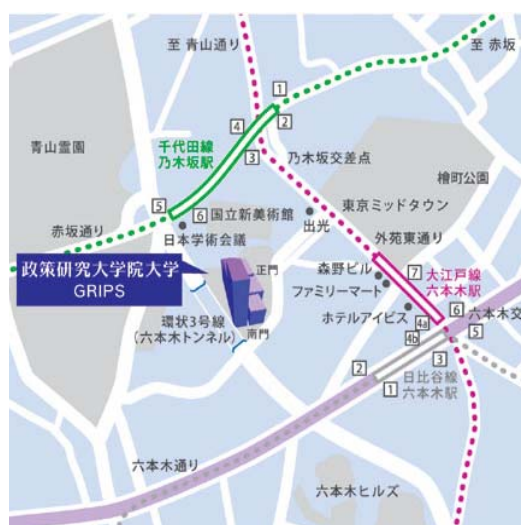 至 青山通り
至 赤坂
1
2
4
千代田線
乃木坂駅
3
乃木坂交差点
青山霊園
檜町公園
5
6
国立新美術館
東京ミッドタウン
赤坂通り
日本学術会議
出光
外苑東通り
政策研究大学院大学
GRIPS
正門
森野ビル
7
大江戸線
六本木駅
ファミリーマート
環状3号線
(六本木トンネル)
南門
ホテルアイビス
4a
4b
6
六本木交
5
3
2
1
日比谷線
六本木駅
六本木通り
六本木ヒルズ